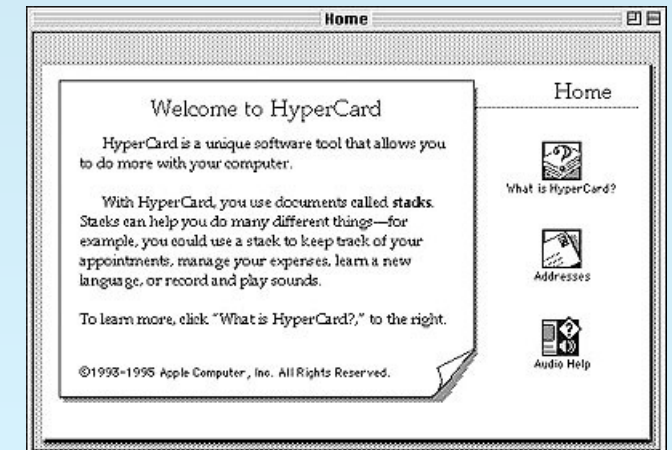 Home
Welcome to HyperCard
HyperCard is a unique software tool that allows you
to do more with your computer.
With HyperCard, you use documents called stacks.
Stacks can help you do many different things—for
example, you could use a stack to keep track of your
appointments, manage your expenses, learn a new
language, or record and play sounds.
To learn more, click "What is HyperCard?," to the right.
©1993-1995 Apple Computer, Inc. All Rights Reserved.
Home
What is HyperCard?
Addresses
Audio Help